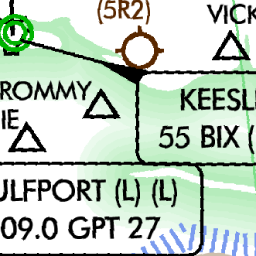 (5R2)
VICK
ROMMY
IE
KEESL
55 BIX (
ULFPORT (L) (L)
09.0 GPT 27